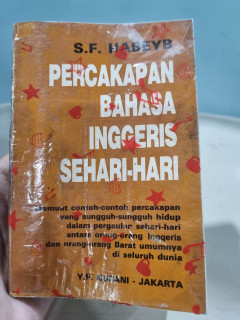 S.F. HABEYB
PERCAKAPAN
BAHASA
INGGERIS
SEHARI-HARI
Memuat contoh-contoh percakapan
yang sungguh-sungguh hidup
dalam pergaulan sehari-hari
antara orang-orang Inggeris
dan orang-orang Barat umumnya
di seluruh dunia
Y.P. - JAKARTA